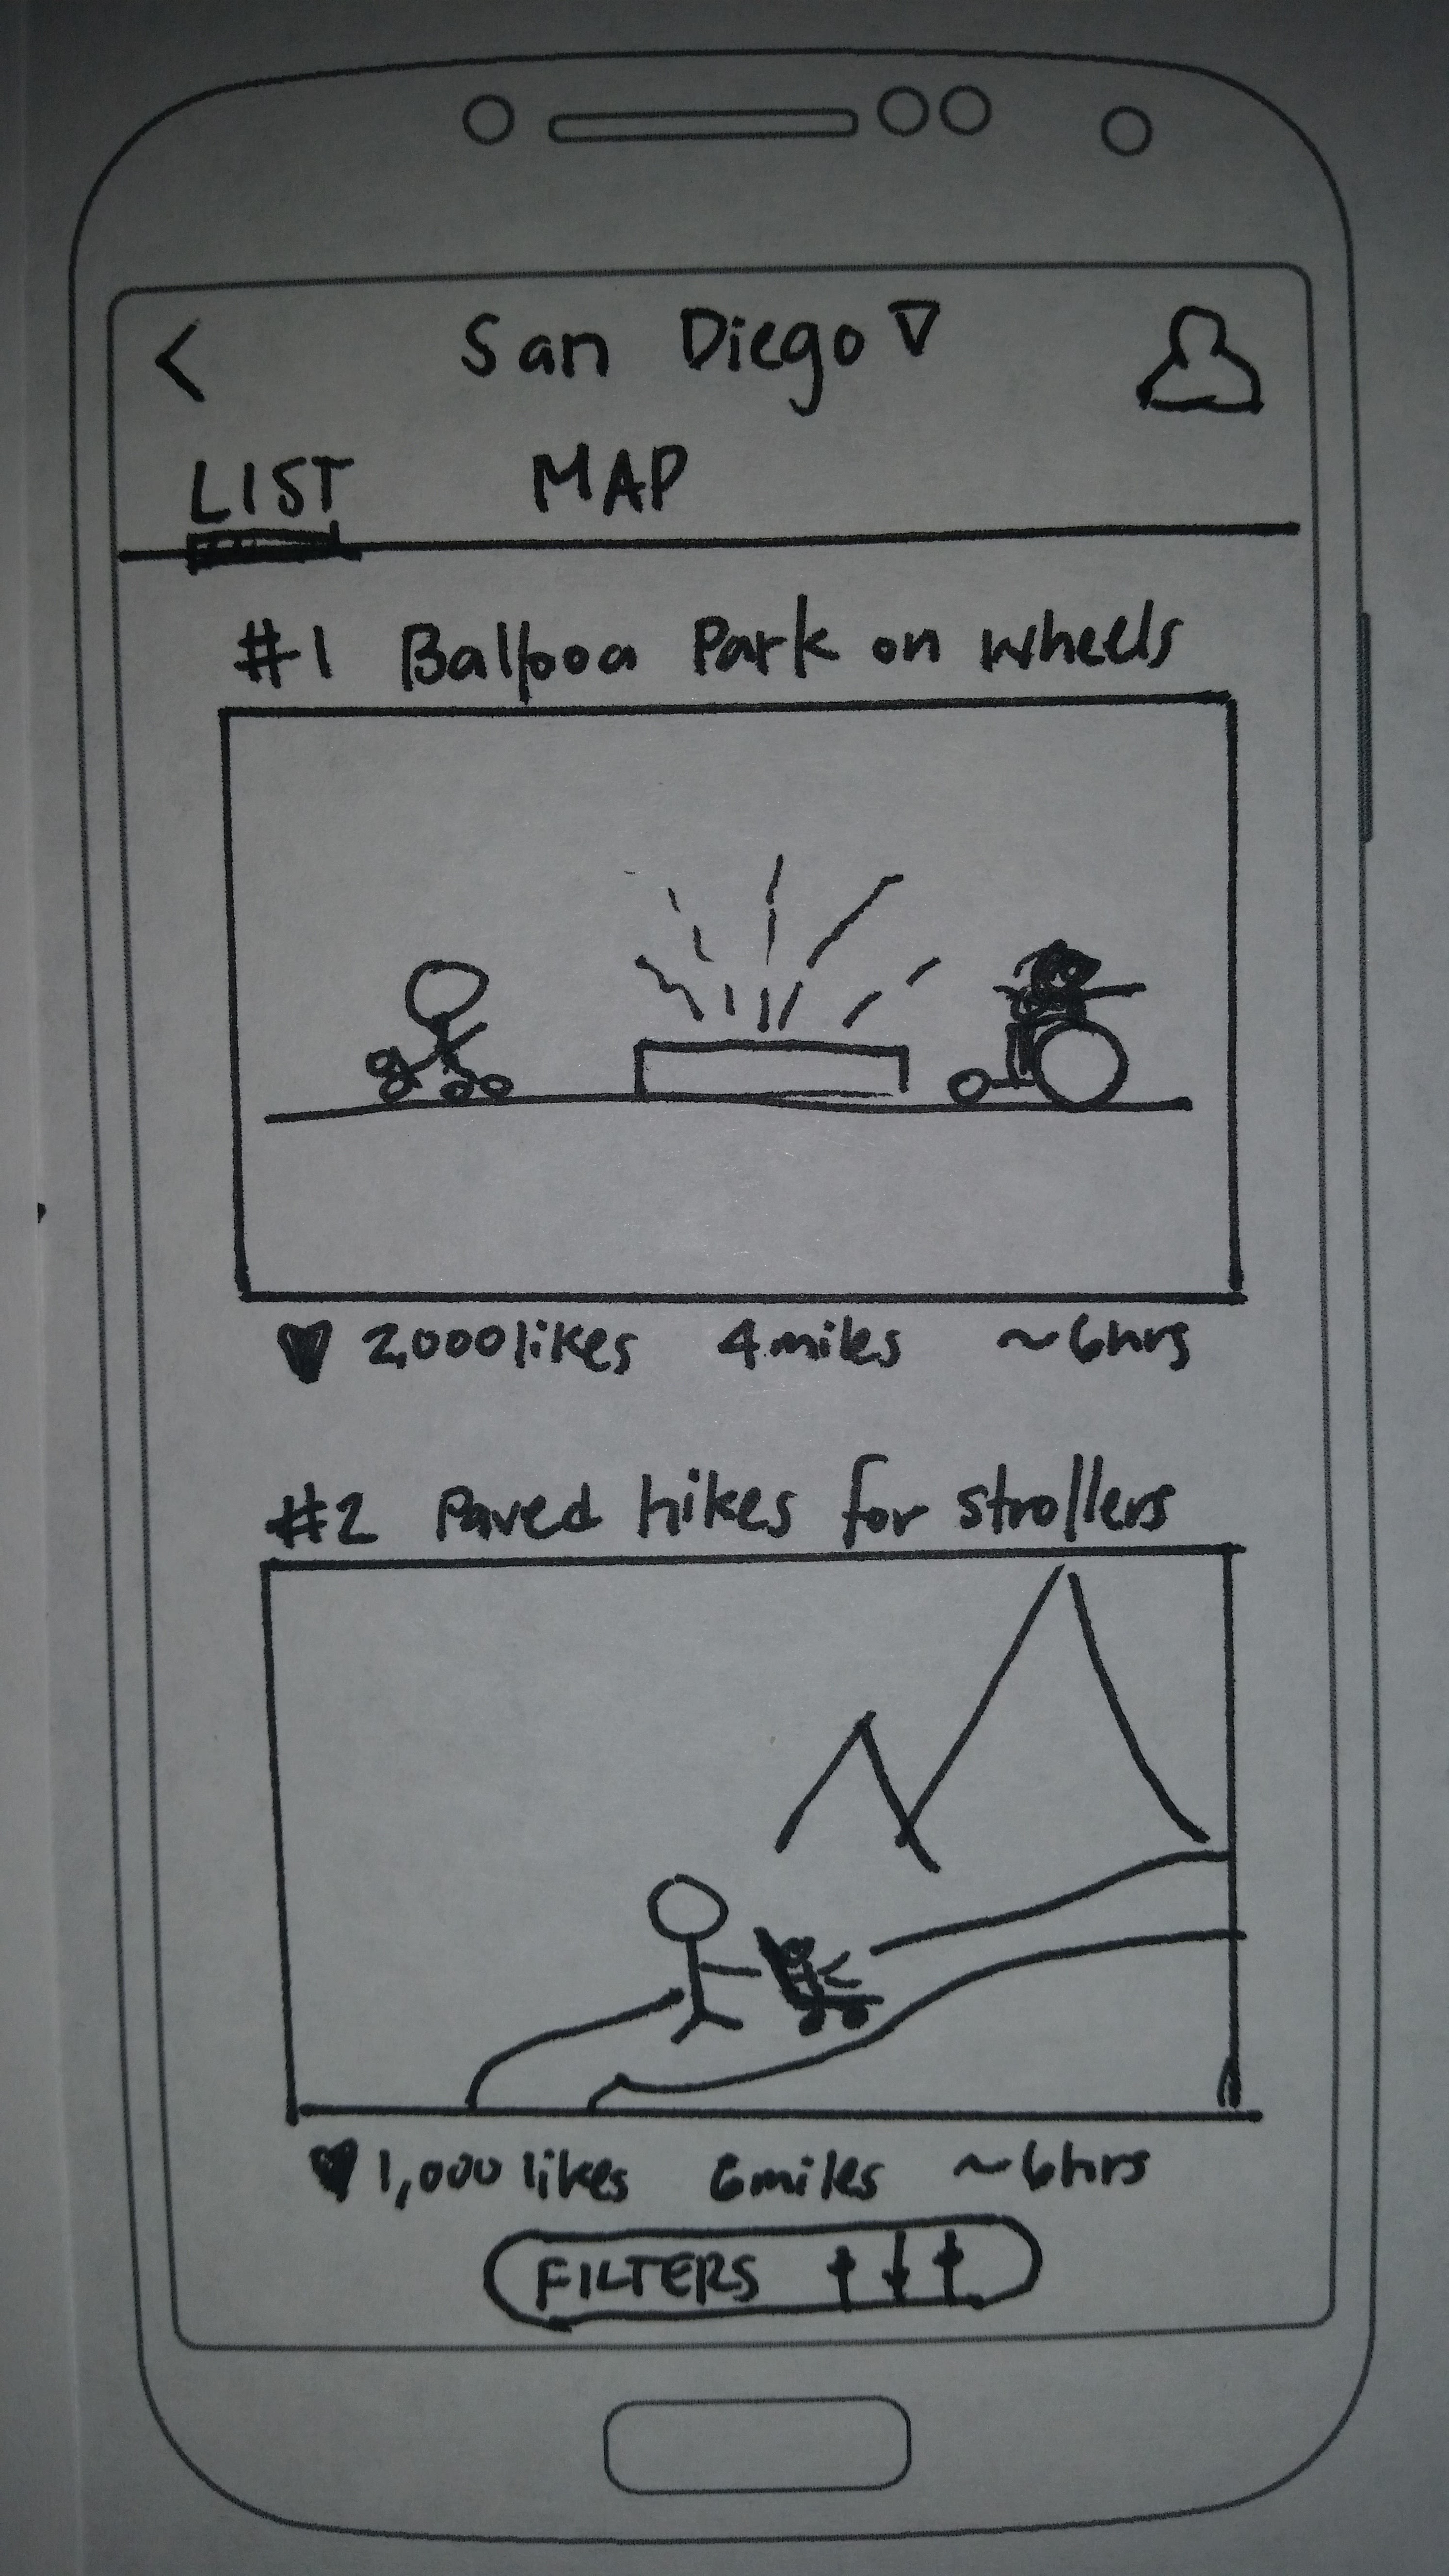 < San Diego ▽
LIST MAP
#1 Balboa Park on wheels
♥ 2,000 likes 4 miles ~6hrs
#2 Paved hikes for strollers
♥ 1,000 likes 6 miles ~6hrs
FILTERS